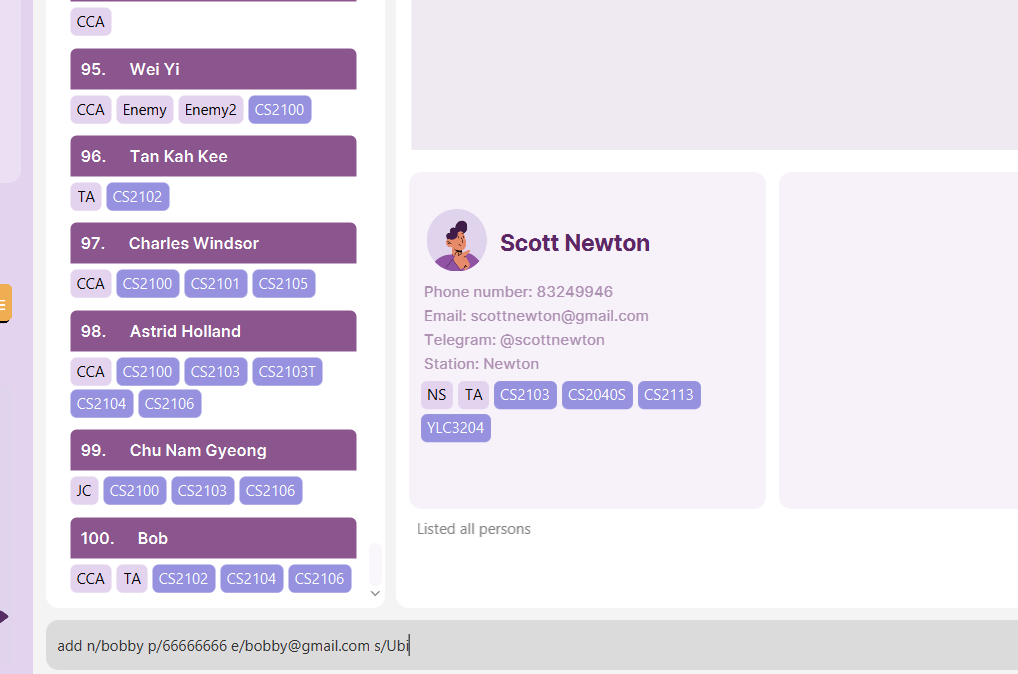 CCA
95. Wei Yi
CCA Enemy Enemy2 CS2100
96. Tan Kah Kee
TA CS2102
97. Charles Windsor
CCA CS2100 CS2101 CS2105
98. Astrid Holland
CCA CS2100 CS2103 CS2103T
CS2104 CS2106
99. Chu Nam Gyeong
JC CS2100 CS2103 CS2106
100. Bob
CCA TA CS2102 CS2104 CS2106
Scott Newton
Phone number: 83249946
Email: scottnewton@gmail.com
Telegram: @scottnewton
Station: Newton
NS TA CS2103 CS2040S CS2113
YLC3204
Listed all persons
add n/bobby p/66666666 e/bobby@gmail.com s/Ubi